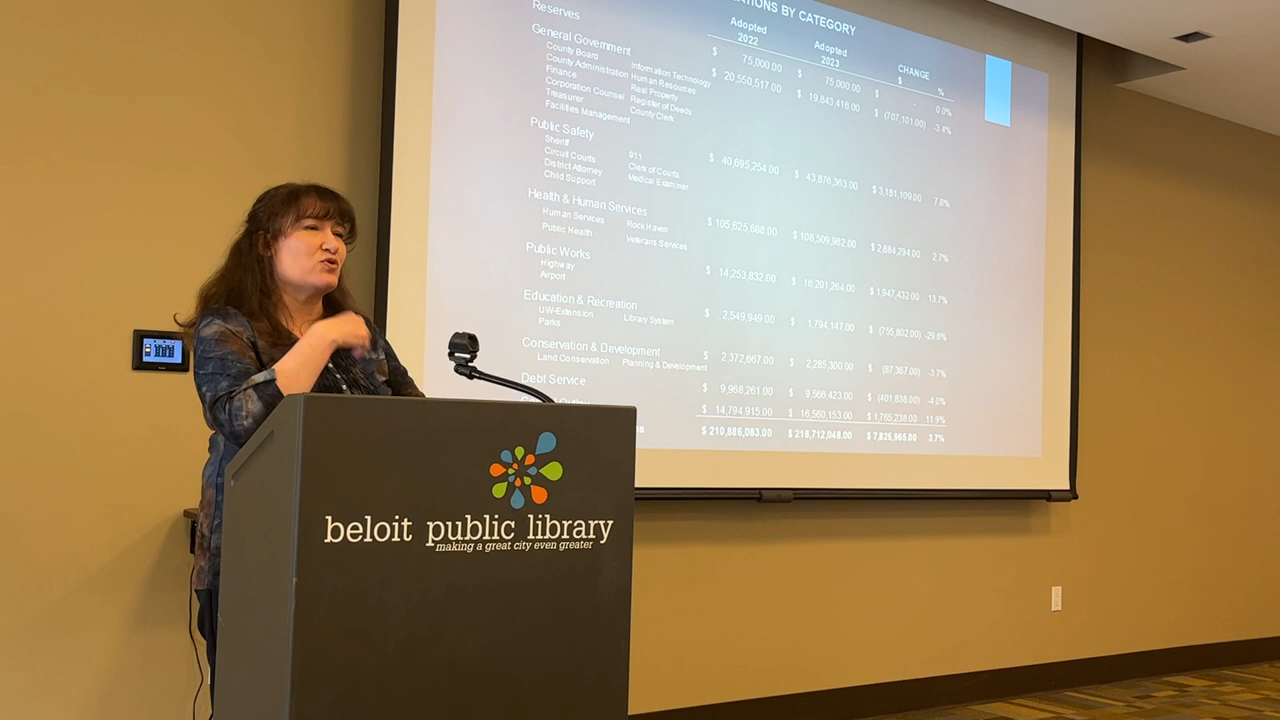 TIONS BY CATEGORY
Adopted 2022 Adopted 2023 CHANGE
$ %
Reserves $ 75,000.00 $ 75,000.00 $ - 0.0%
General Government $ 20,550,517.00 $ 19,843,416.00 $ (707,101.00) -3.4%
County Board Information Technology
County Administration Human Resources
Finance Real Property
Corporation Counsel Register of Deeds
Treasurer County Clerk
Facilities Management
Public Safety $ 40,695,254.00 $ 43,876,363.00 $ 3,181,109.00 7.8%
Sheriff 911
Circuit Courts Clerk of Courts
District Attorney Medical Examiner
Child Support
Health & Human Services $ 105,625,688.00 $ 108,509,982.00 $ 2,884,294.00 2.7%
Human Services Rock Haven
Public Health Veterans Services
Public Works $ 14,253,832.00 $ 16,201,264.00 $ 1,947,432.00 13.7%
Highway
Airport
Education & Recreation $ 2,549,949.00 $ 1,794,147.00 $ (755,802.00) -29.6%
UW-Extension Library System
Parks
Conservation & Development $ 2,372,667.00 $ 2,285,300.00 $ (87,367.00) -3.7%
Land Conservation Planning & Development
Debt Service $ 9,968,261.00 $ 9,566,423.00 $ (401,838.00) -4.0%
$ 14,794,915.00 $ 16,560,153.00 $ 1,765,238.00 11.9%
$ 210,886,083.00 $ 218,712,048.00 $ 7,825,965.00 3.7%
beloit public library
making a great city even greater